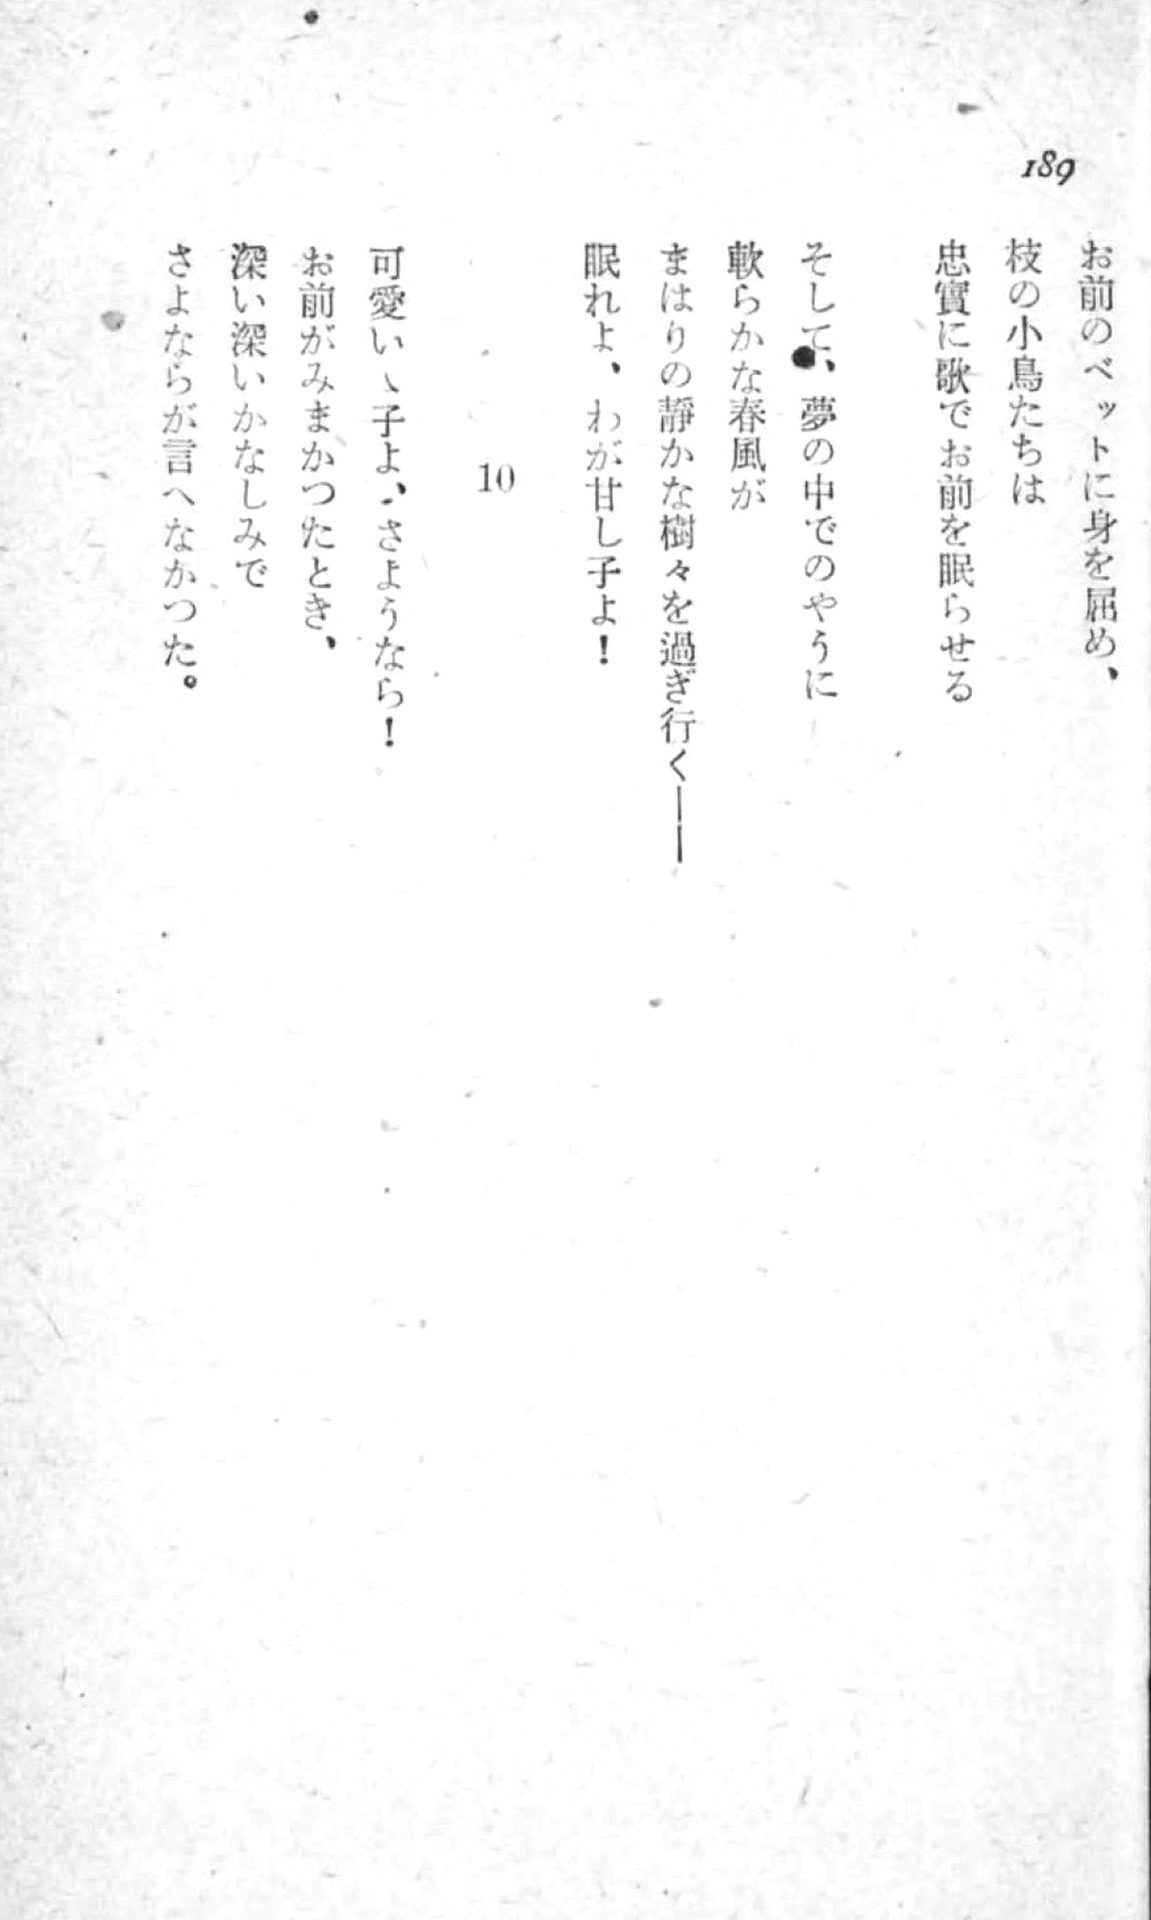 189
お前のベットに身を屈め、
枝の小鳥たちは
忠實に歌でお前を眠らせる
そして、夢の中でのやうに
軟らかな春風が
まはりの靜かな樹々を過ぎ行く――
眠れよ、わが甘し子よ！
10
可愛いゝ子よ、さようなら！
お前がみまかつたとき、
深い深いかなしみで
さよならが言へなかつた。